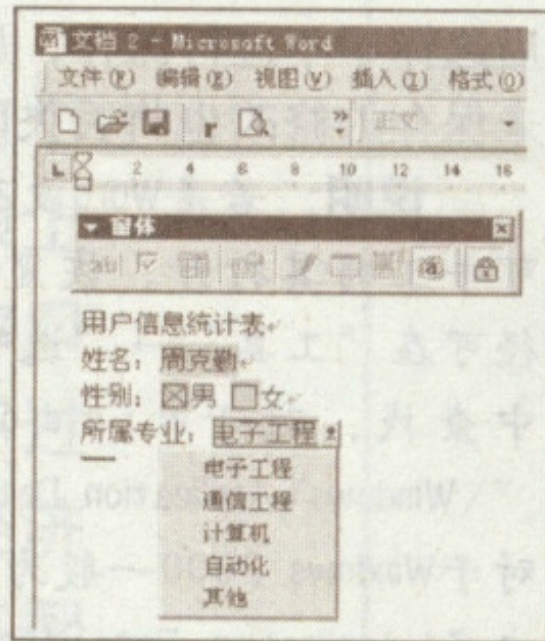 文档 2 - Microsoft Word
文件(F) 编辑(E) 视图(V) 插入(I) 格式(O)
正文
2 4 6 8 10 12 14 16
窗体
ab|
用户信息统计表
姓名：周克勤
性别：☒男 □女
所属专业：电子工程
电子工程
通信工程
计算机
自动化
其他